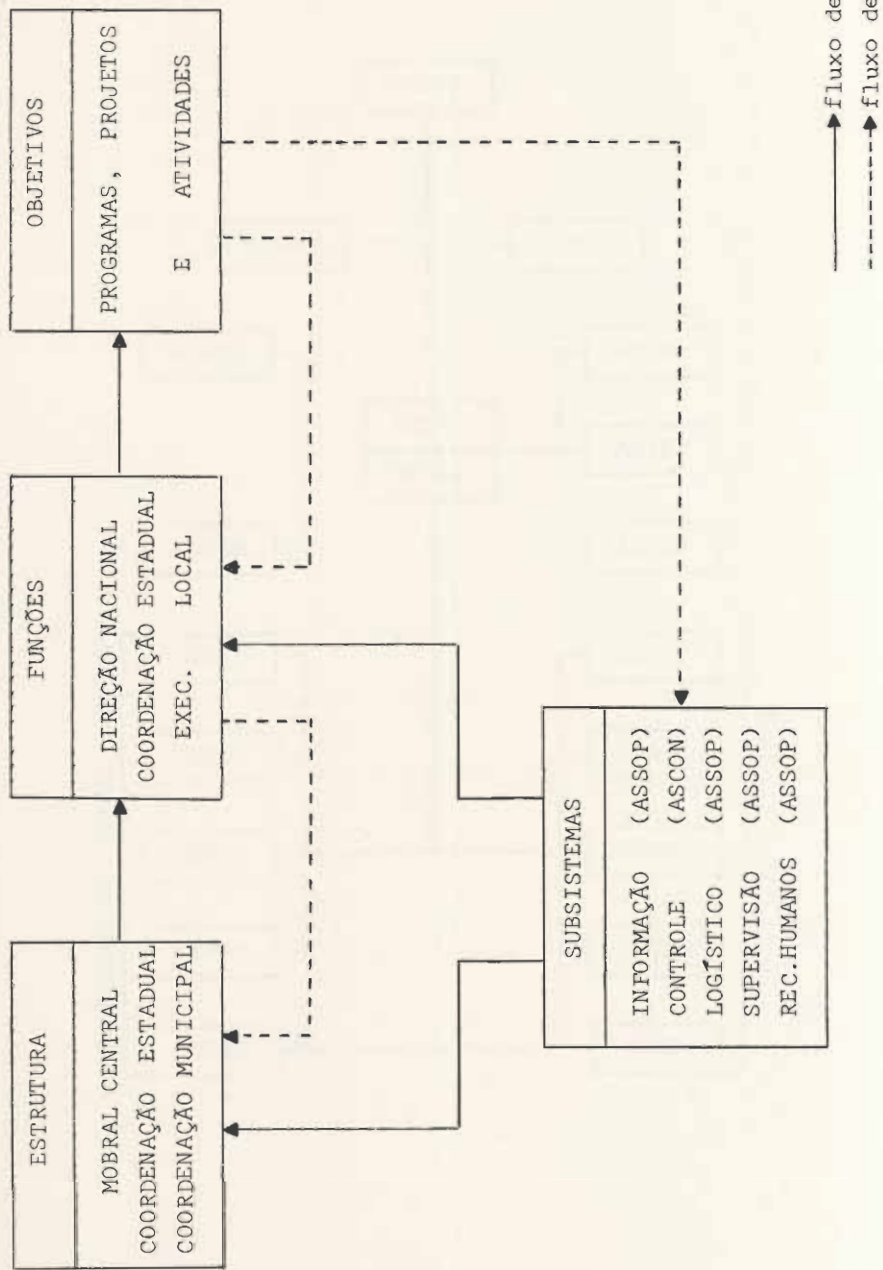 ESTRUTURA
MOBRAL CENTRAL
COORDENAÇÃO ESTADUAL
COORDENAÇÃO MUNICIPAL
FUNÇÕES
DIREÇÃO NACIONAL
COORDENAÇÃO ESTADUAL
EXEC. LOCAL
OBJETIVOS
PROGRAMAS, PROJETOS
E ATIVIDADES
SUBSISTEMAS
INFORMAÇÃO (ASSOP)
CONTROLE (ASCON)
LOGÍSTICO (ASSOP)
SUPERVISÃO (ASSOP)
REC.HUMANOS (ASSOP)
fluxo de
fluxo de